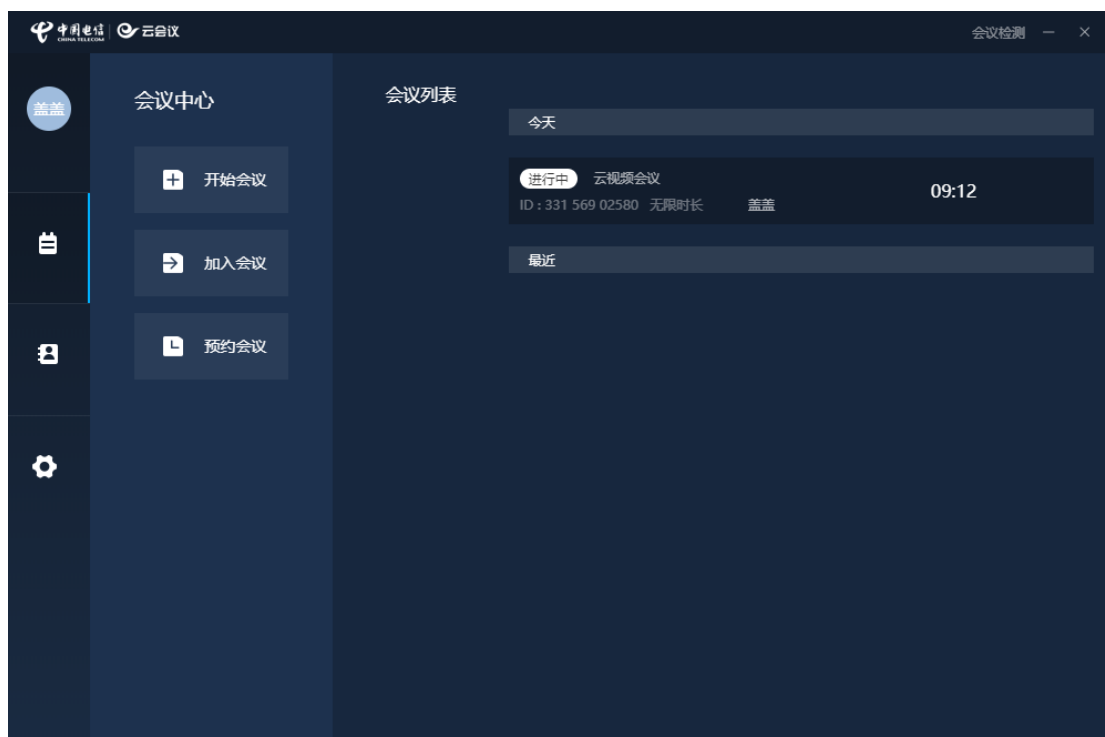 中国电信 云会议
CHINA TELECOM
会议检测
盖盖
会议中心
开始会议
加入会议
预约会议
会议列表
今天
进行中 云视频会议
ID : 331 569 02580 无限时长 盖盖
09:12
最近